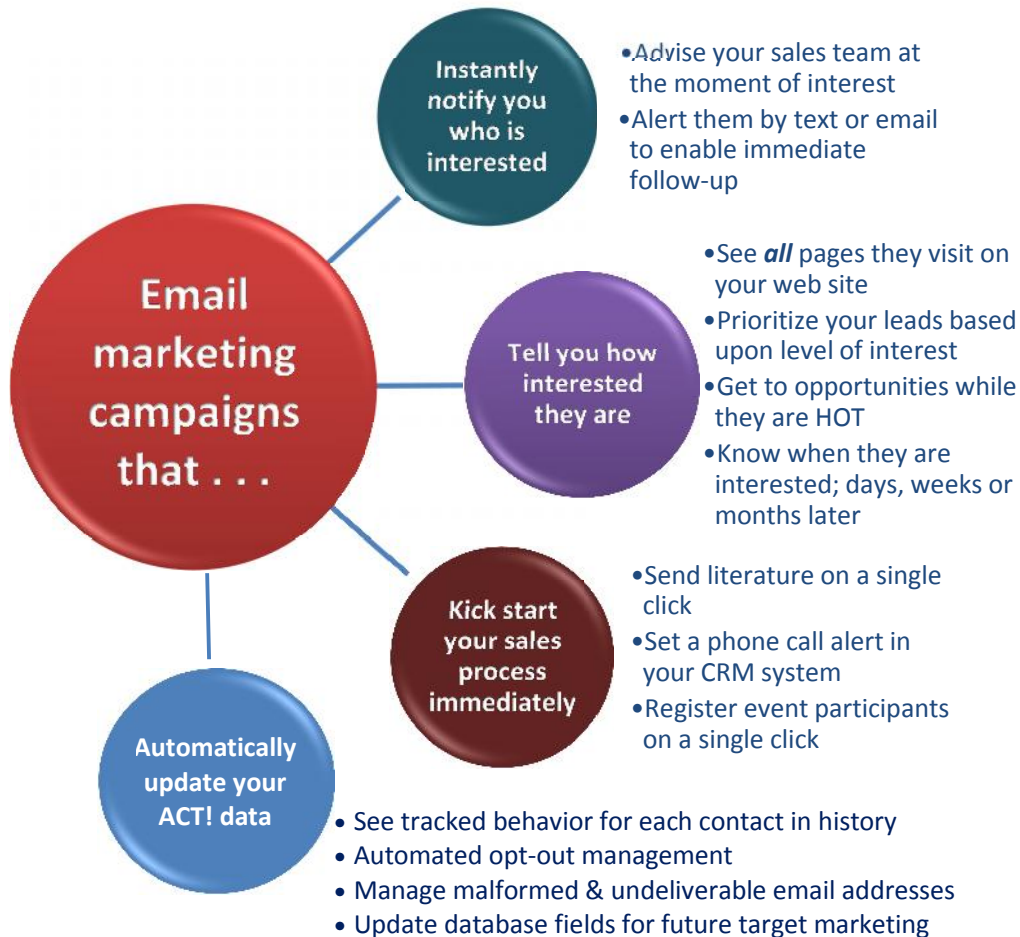 Email
marketing
campaigns
that . . .
Instantly
notify you
who is
interested
•Advise your sales team at
the moment of interest
•Alert them by text or email
to enable immediate
follow-up
Tell you how
interested
they are
•See all pages they visit on
your web site
•Prioritize your leads based
upon level of interest
•Get to opportunities while
they are HOT
•Know when they are
interested; days, weeks or
months later
Kick start
your sales
process
immediately
•Send literature on a single
click
•Set a phone call alert in
your CRM system
•Register event participants
on a single click
Automatically
update your
ACT! data
• See tracked behavior for each contact in history
• Automated opt-out management
• Manage malformed & undeliverable email addresses
• Update database fields for future target marketing